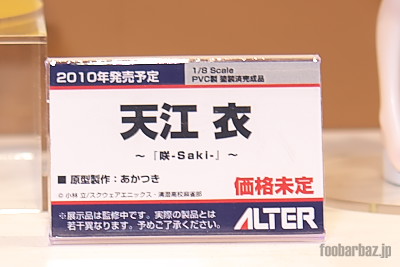 2010年発売予定
1/8 Scale
PVC製 塗装済完成品
天江 衣
～『咲-Saki-』～
■ 原型製作：あかつき
© 小林 立/スクウェアエニックス・清澄高校麻雀部
価格未定
※展示品は監修中です。実際の製品とは
若干異なります。予めご了承ください。
ALTER
foobarbaz.jp